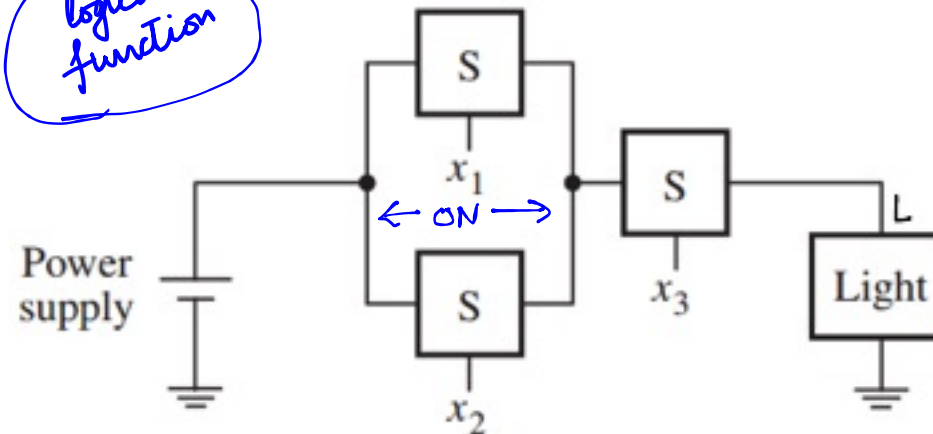 function
S
x₁
← ON →
S
x₂
S
x₃
L
Light
Power
supply